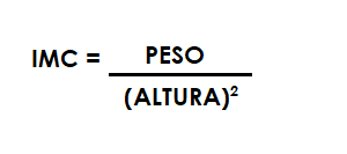 IMC = PESO
(ALTURA)²